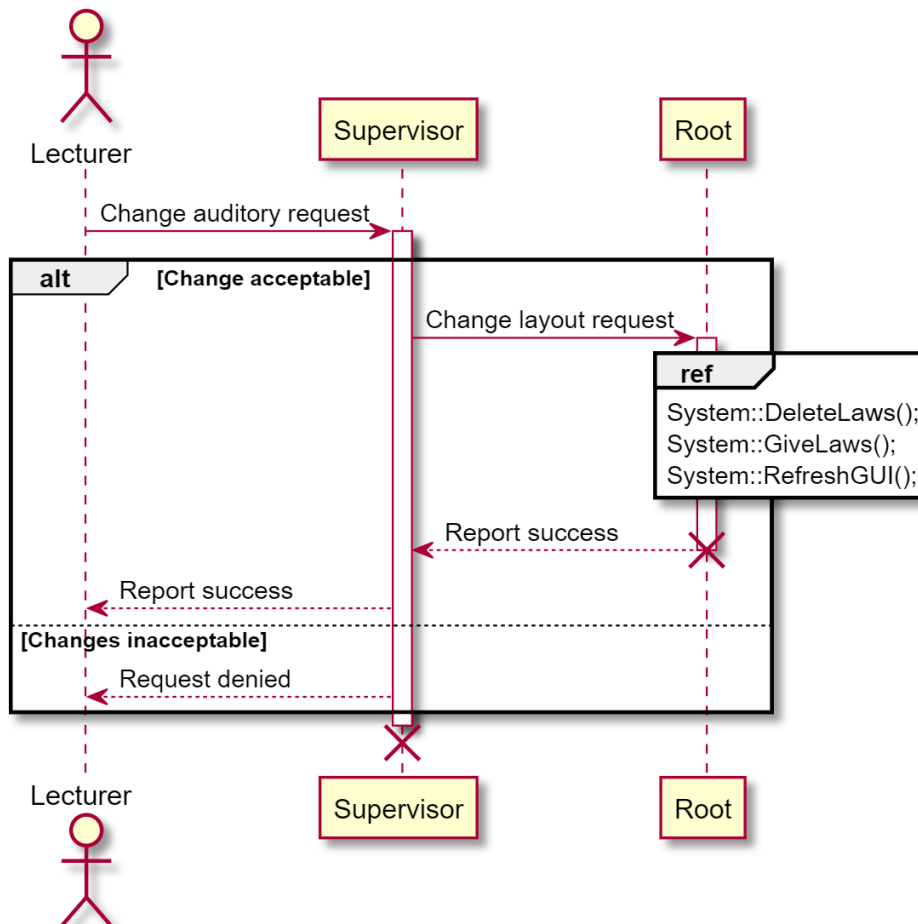 Lecturer
Supervisor
Root
Change auditory request
alt
[Change acceptable]
Change layout request
ref
System::DeleteLaws();
System::GiveLaws();
System::RefreshGUI();
Report success
Report success
[Changes inacceptable]
Request denied
Lecturer
Supervisor
Root